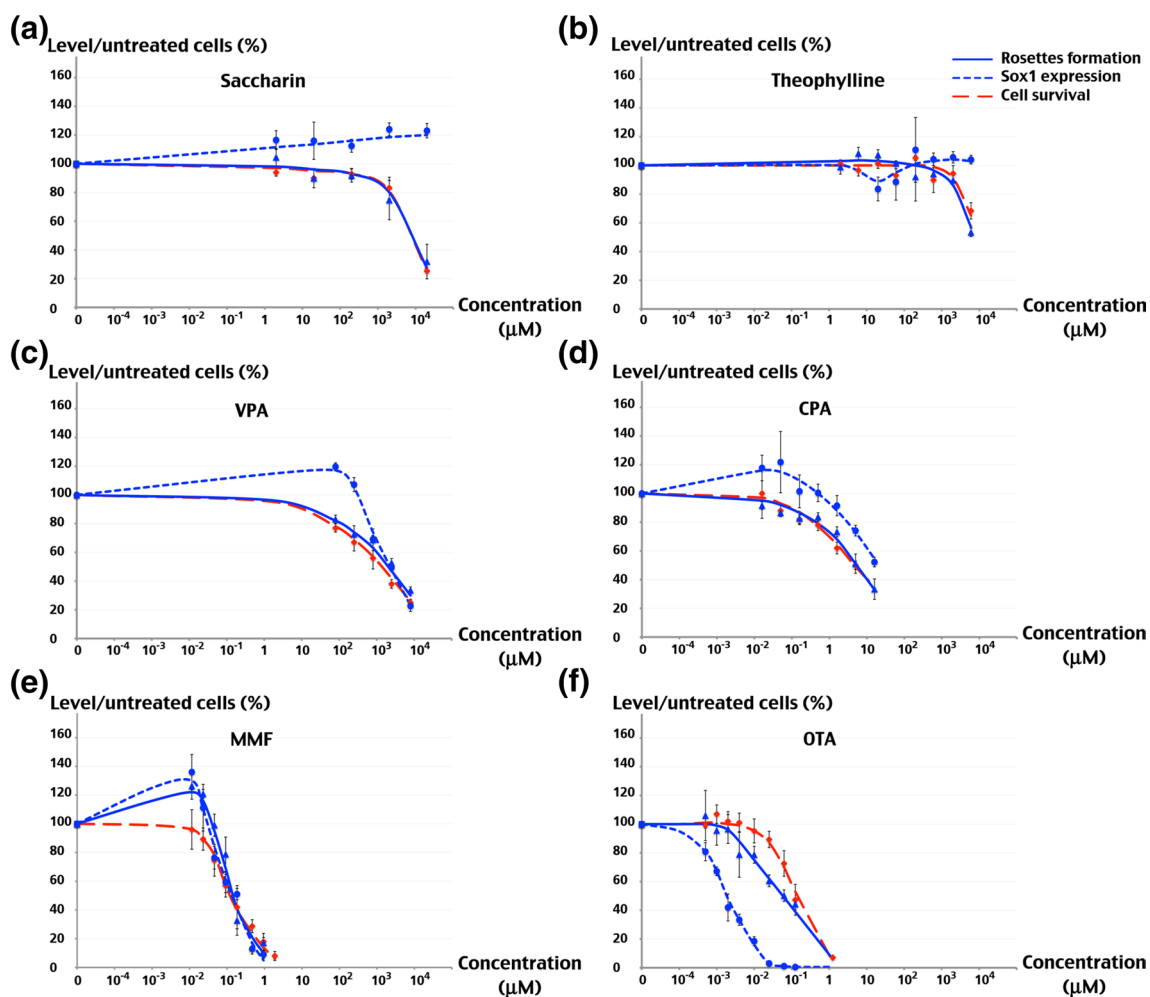 (a)
Level/untreated cells (%)
Saccharin
160
140
120
100
80
60
40
20
0
0 10-4 10-3 10-2 10-1 1 10 102 103 104
Concentration
(μM)
(b)
Level/untreated cells (%)
Theophylline
Rosettes formation
Sox1 expression
Cell survival
160
140
120
100
80
60
40
20
0
0 10-4 10-3 10-2 10-1 1 10 102 103 104
Concentration
(μM)
(c)
Level/untreated cells (%)
VPA
160
140
120
100
80
60
40
20
0
0 10-4 10-3 10-2 10-1 1 10 102 103 104
Concentration
(μM)
(d)
Level/untreated cells (%)
CPA
160
140
120
100
80
60
40
20
0
0 10-4 10-3 10-2 10-1 1 10 102 103 104
Concentration
(μM)
(e)
Level/untreated cells (%)
MMF
160
140
120
100
80
60
40
20
0
0 10-4 10-3 10-2 10-1 1 10 102 103 104
Concentration
(μM)
(f)
Level/untreated cells (%)
OTA
160
140
120
100
80
60
40
20
0
0 10-4 10-3 10-2 10-1 1 10 102 103 104
Concentration
(μM)